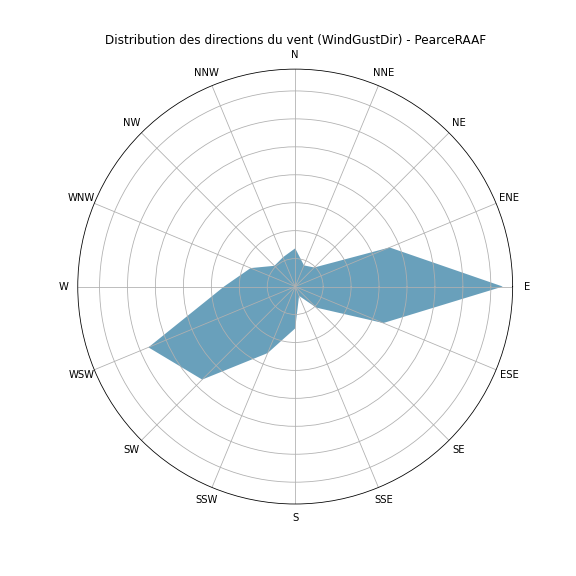 Distribution des directions du vent (WindGustDir) - PearceRAAF
N
NNW
NNE
NW
NE
WNW
ENE
W
E
WSW
ESE
SW
SE
SSW
SSE
S